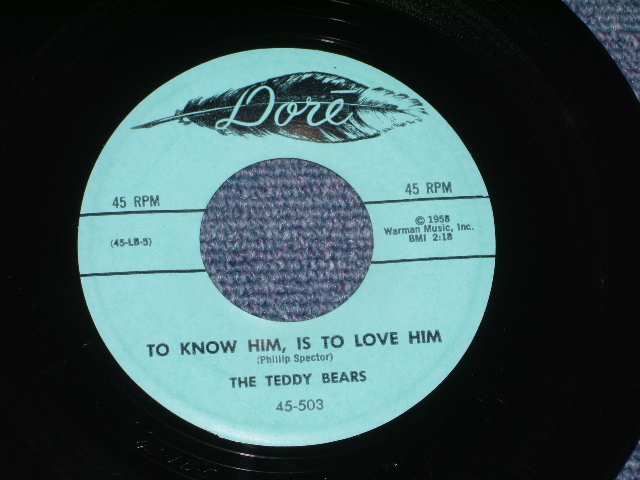 Doré
45 RPM
45 RPM
(45-LB-5)
© 1958
Warman Music, Inc.
BMI 2:18
TO KNOW HIM, IS TO LOVE HIM
(Phillip Spector)
THE TEDDY BEARS
45-503